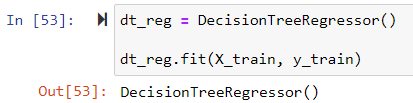 In [53]:
dt_reg = DecisionTreeRegressor()
dt_reg.fit(X_train, y_train)
Out[53]: DecisionTreeRegressor()